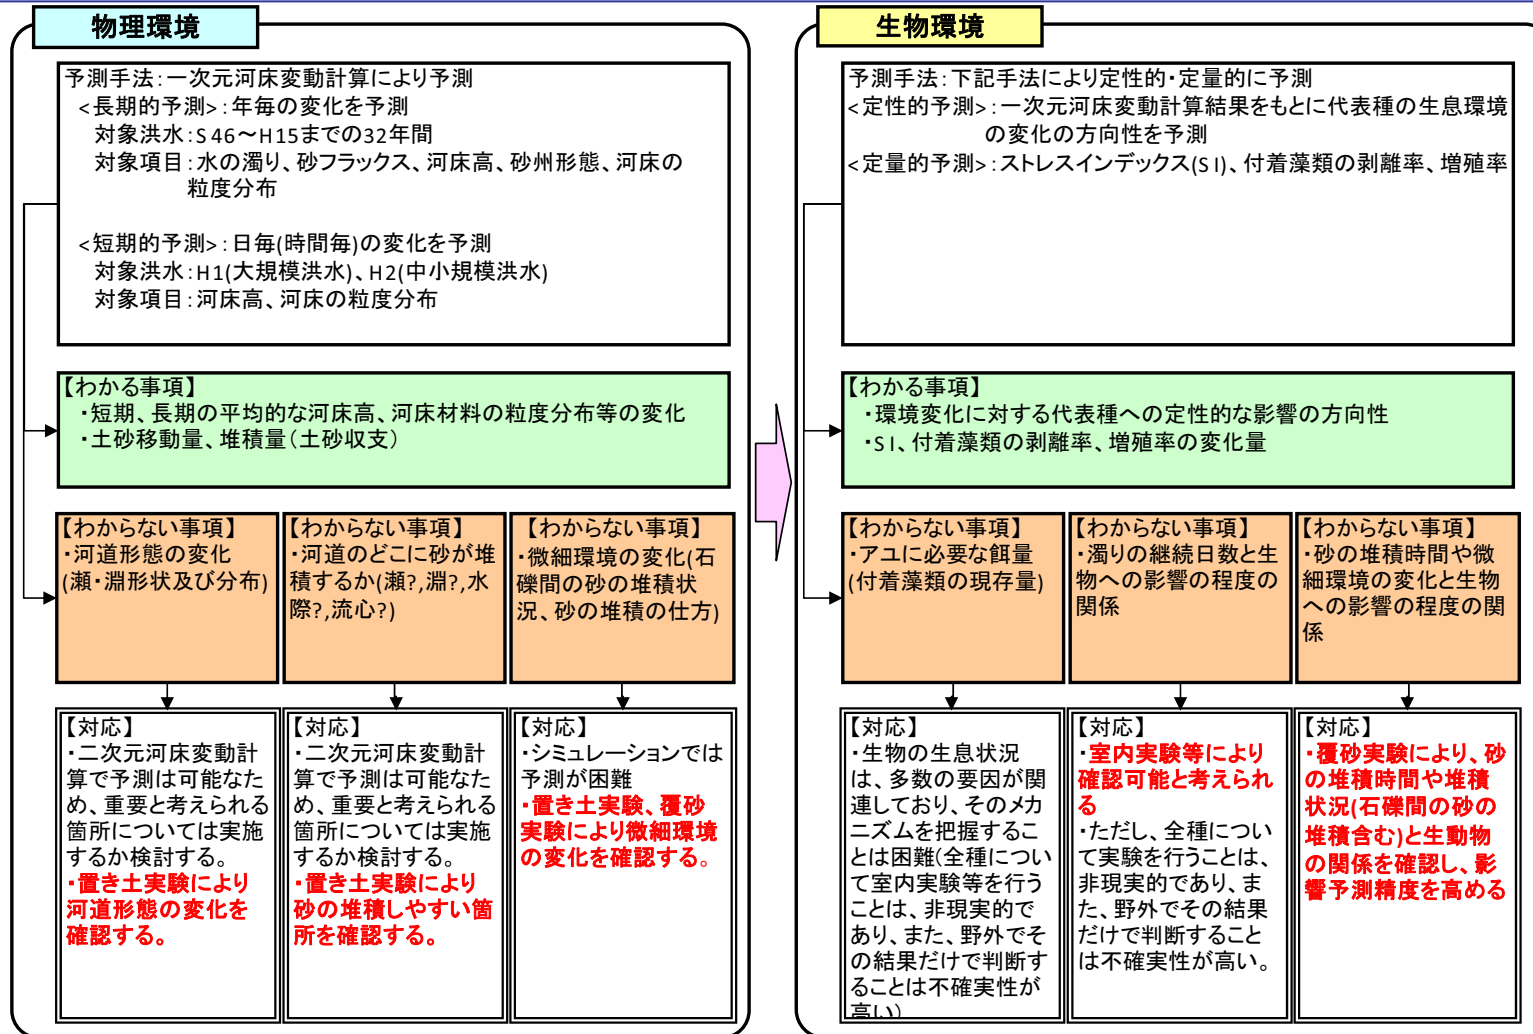 物理環境
予測手法：一次元河床変動計算により予測
<長期的予測>：年毎の変化を予測
対象洪水：S46～H15までの32年間
対象項目：水の濁り、砂フラックス、河床高、砂州形態、河床の
粒度分布
<短期的予測>：日毎(時間毎)の変化を予測
対象洪水：H1(大規模洪水)、H2(中小規模洪水)
対象項目：河床高、河床の粒度分布
【わかる事項】
・短期、長期の平均的な河床高、河床材料の粒度分布等の変化
・土砂移動量、堆積量（土砂収支）
【わからない事項】
・河道形態の変化
(瀬・淵形状及び分布)
【わからない事項】
・河道のどこに砂が堆
積するか(瀬?,淵?,水
際?,流心?)
【わからない事項】
・微細環境の変化(石
礫間の砂の堆積状
況、砂の堆積の仕方)
【対応】
・二次元河床変動計
算で予測は可能なた
め、重要と考えられる
箇所については実施
するか検討する。
・置き土実験により
河道形態の変化を
確認する。
【対応】
・二次元河床変動計
算で予測は可能なた
め、重要と考えられる
箇所については実施
するか検討する。
・置き土実験により
砂の堆積しやすい箇
所を確認する。
【対応】
・シミュレーションでは
予測が困難
・置き土実験、覆砂
実験により微細環境
の変化を確認する。
生物環境
予測手法：下記手法により定性的・定量的に予測
<定性的予測>：一次元河床変動計算結果をもとに代表種の生息環境
の変化の方向性を予測
<定量的予測>：ストレスインデックス(SI)、付着藻類の剥離率、増殖率
【わかる事項】
・環境変化に対する代表種への定性的な影響の方向性
・SI、付着藻類の剥離率、増殖率の変化量
【わからない事項】
・アユに必要な餌量
(付着藻類の現存量)
【わからない事項】
・濁りの継続日数と生
物への影響の程度の
関係
【わからない事項】
・砂の堆積時間や微
細環境の変化と生物
への影響の程度の関
係
【対応】
・生物の生息状況
は、多数の要因が関
連しており、そのメカ
ニズムを把握するこ
とは困難(全種につい
て室内実験等を行う
ことは、非現実的で
あり、また、野外でそ
の結果だけで判断す
ることは不確実性が
高い)
【対応】
・室内実験等により
確認可能と考えられ
る
・ただし、全種につい
て実験を行うことは、
非現実的であり、ま
た、野外でその結果
だけで判断すること
は不確実性が高い。
【対応】
・覆砂実験により、砂
の堆積時間や堆積
状況(石礫間の砂の
堆積含む)と生動物
の関係を確認し、影
響予測精度を高める